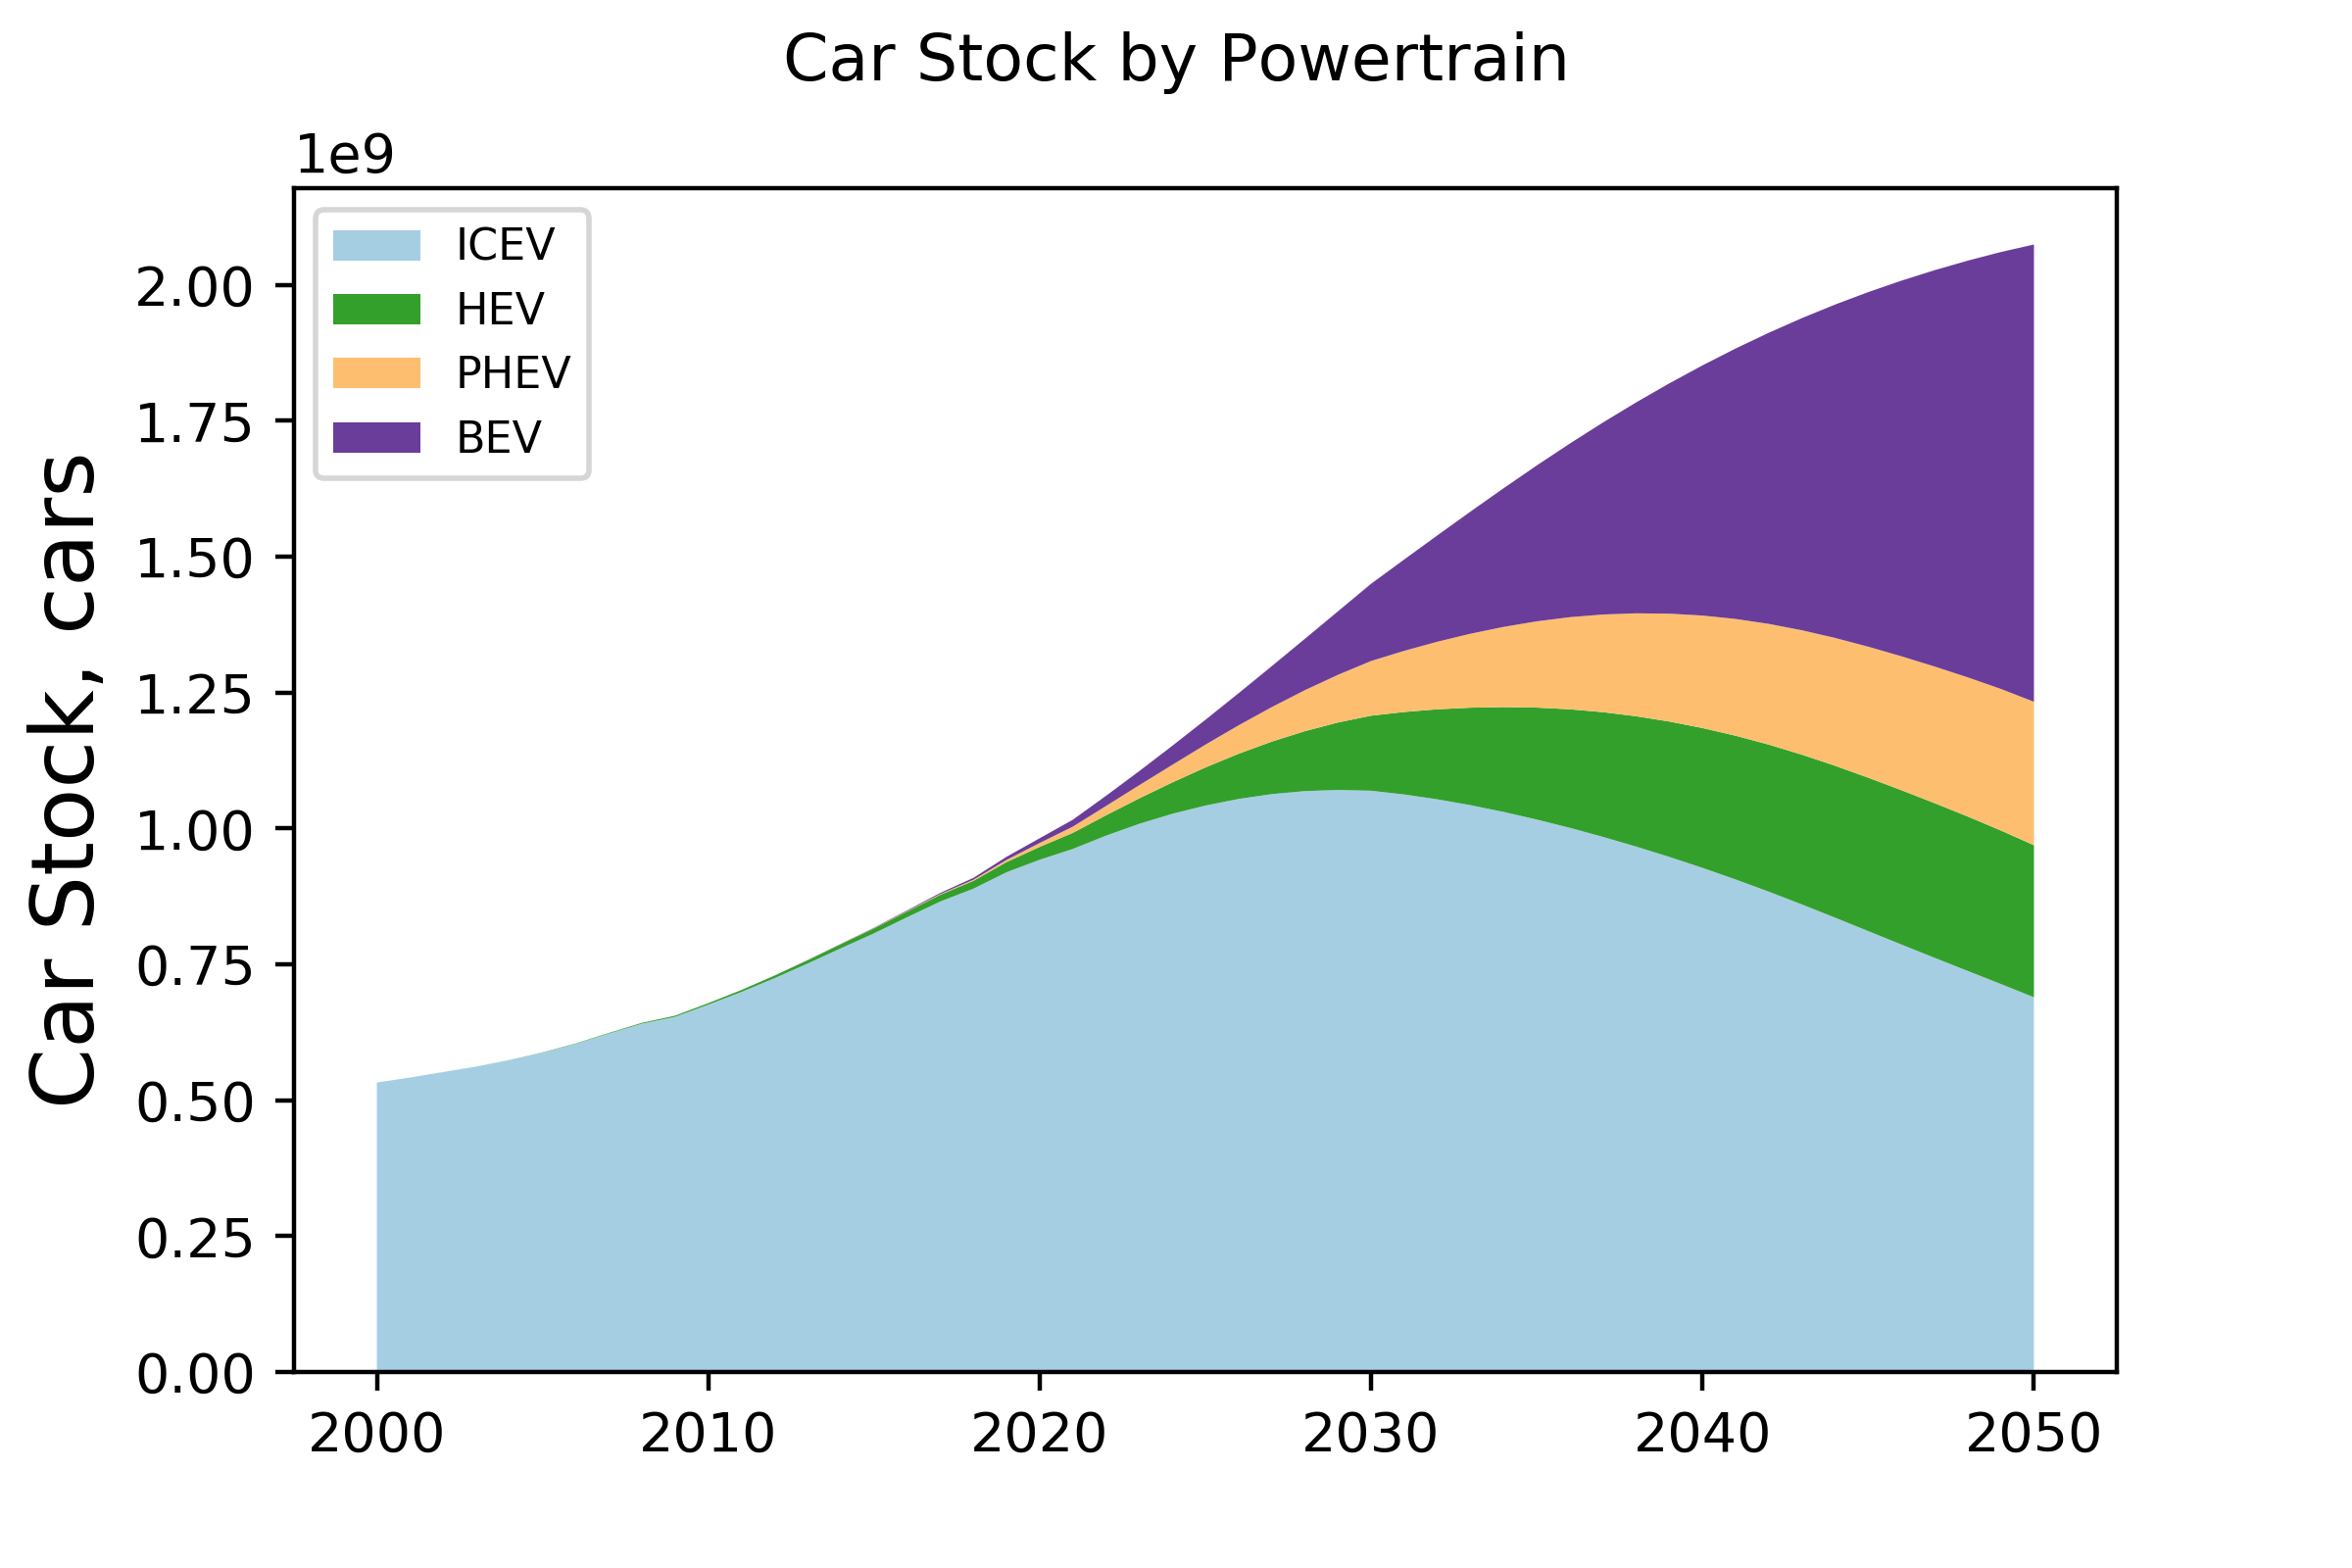 Car Stock by Powertrain
1e9
ICEV
HEV
PHEV
BEV
Car Stock, cars
2.00
1.75
1.50
1.25
1.00
0.75
0.50
0.25
0.00
2000 2010 2020 2030 2040 2050